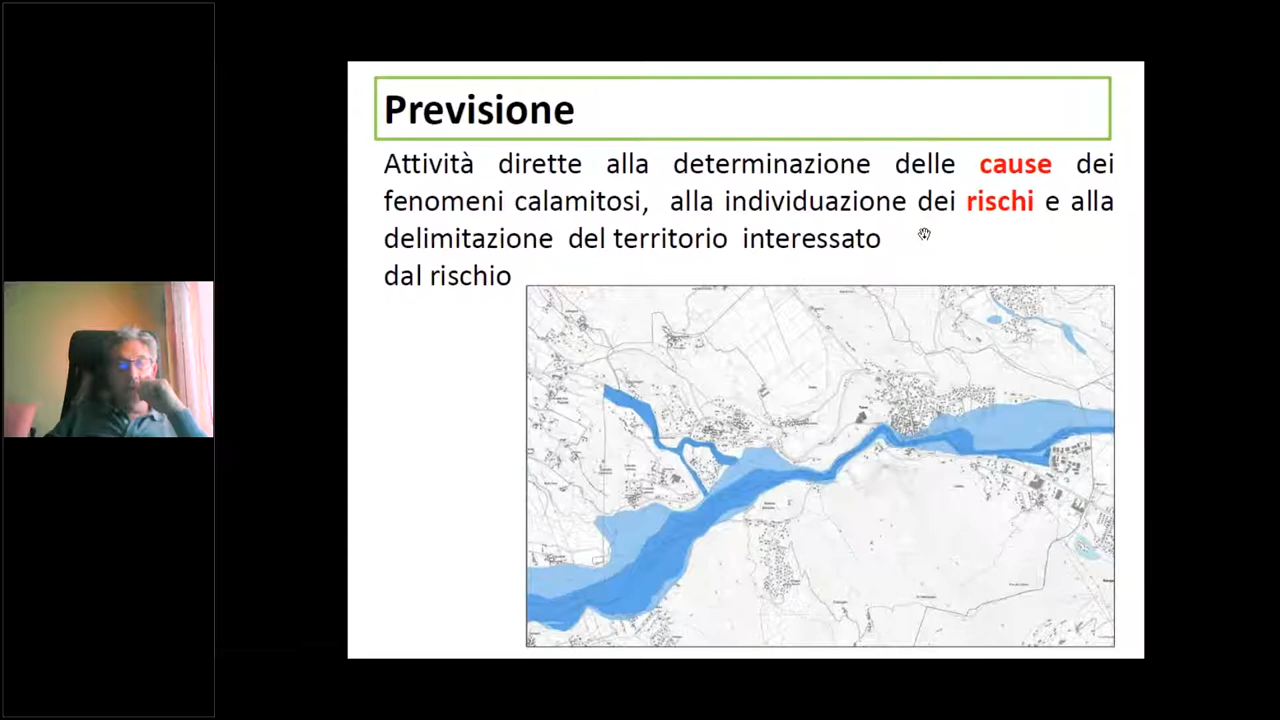 Previsione
Attività dirette alla determinazione delle cause dei
fenomeni calamitosi, alla individuazione dei rischi e alla
delimitazione del territorio interessato
dal rischio